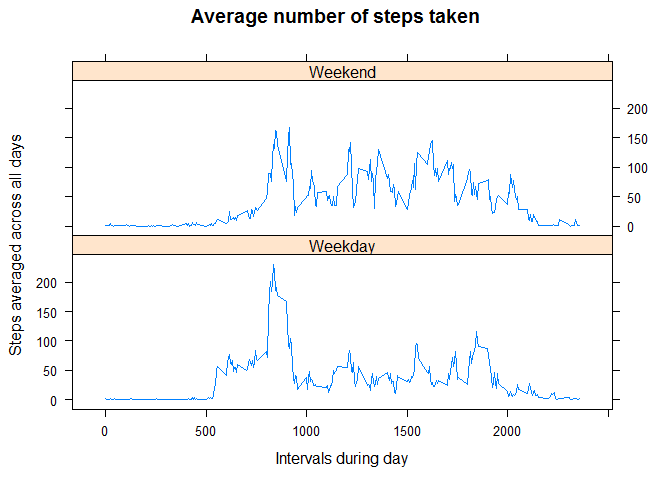 Average number of steps taken
Weekend
200
150
100
50
0
Steps averaged across all days
Weekday
200
150
100
50
0
0 500 1000 1500 2000
Intervals during day